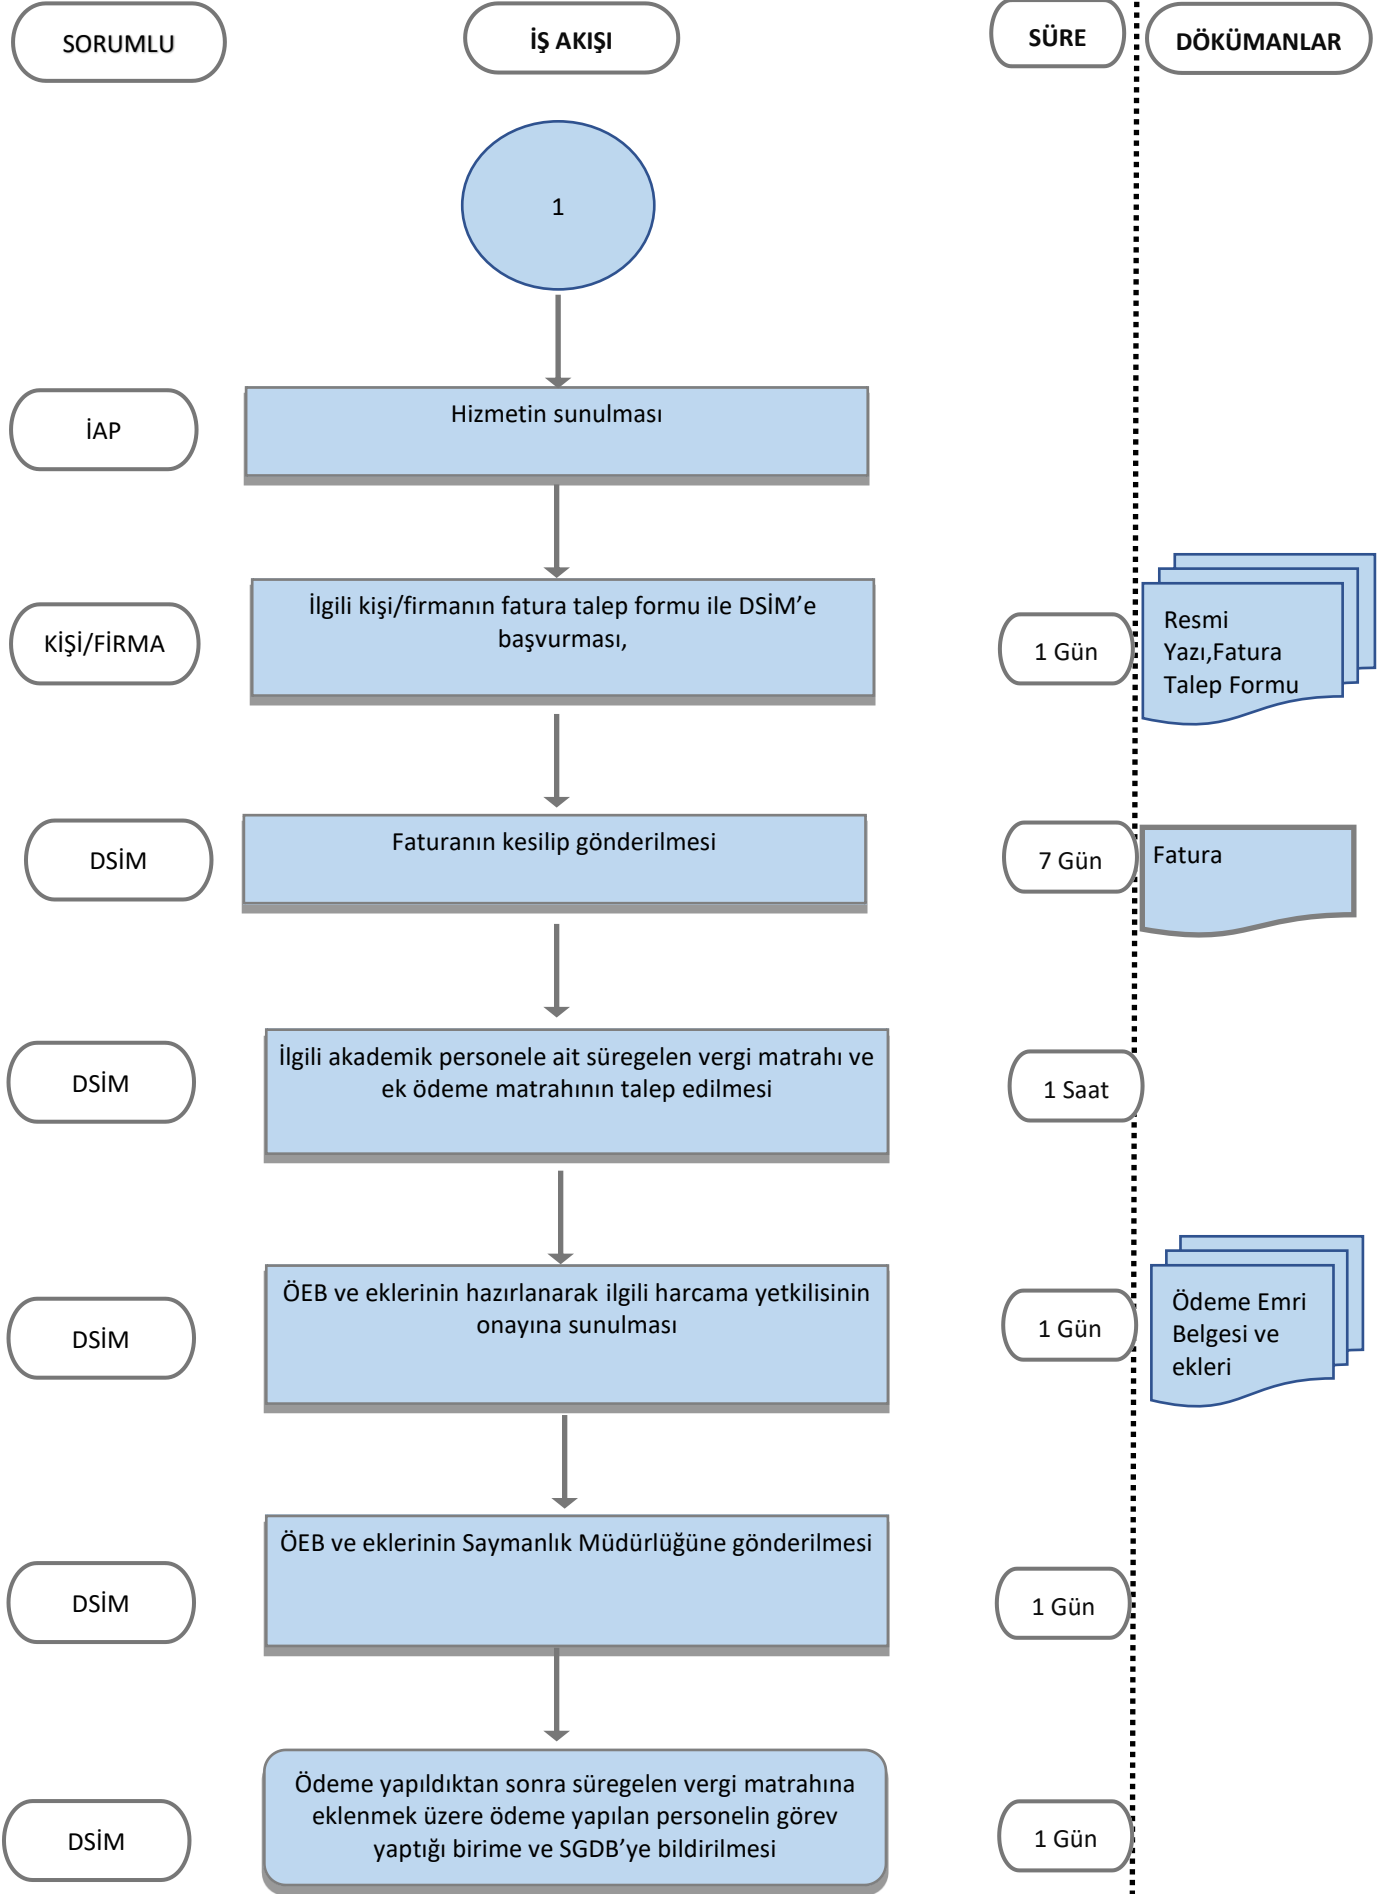 SORUMLU
İŞ AKIŞI
SÜRE
DÖKÜMANLAR
1
İAP
Hizmetin sunulması
KİŞİ/FİRMA
İlgili kişi/firmanın fatura talep formu ile DSİM’e
başvurması,
1 Gün
Resmi
Yazı,Fatura
Talep Formu
DSİM
Faturanın kesilip gönderilmesi
7 Gün
Fatura
DSİM
İlgili akademik personele ait süregelen vergi matrahı ve
ek ödeme matrahının talep edilmesi
1 Saat
DSİM
ÖEB ve eklerinin hazırlanarak ilgili harcama yetkilisinin
onayına sunulması
1 Gün
Ödeme Emri
Belgesi ve
ekleri
DSİM
ÖEB ve eklerinin Saymanlık Müdürlüğüne gönderilmesi
1 Gün
DSİM
Ödeme yapıldıktan sonra süregelen vergi matrahına
eklenmek üzere ödeme yapılan personelin görev
yaptığı birime ve SGDB’ye bildirilmesi
1 Gün